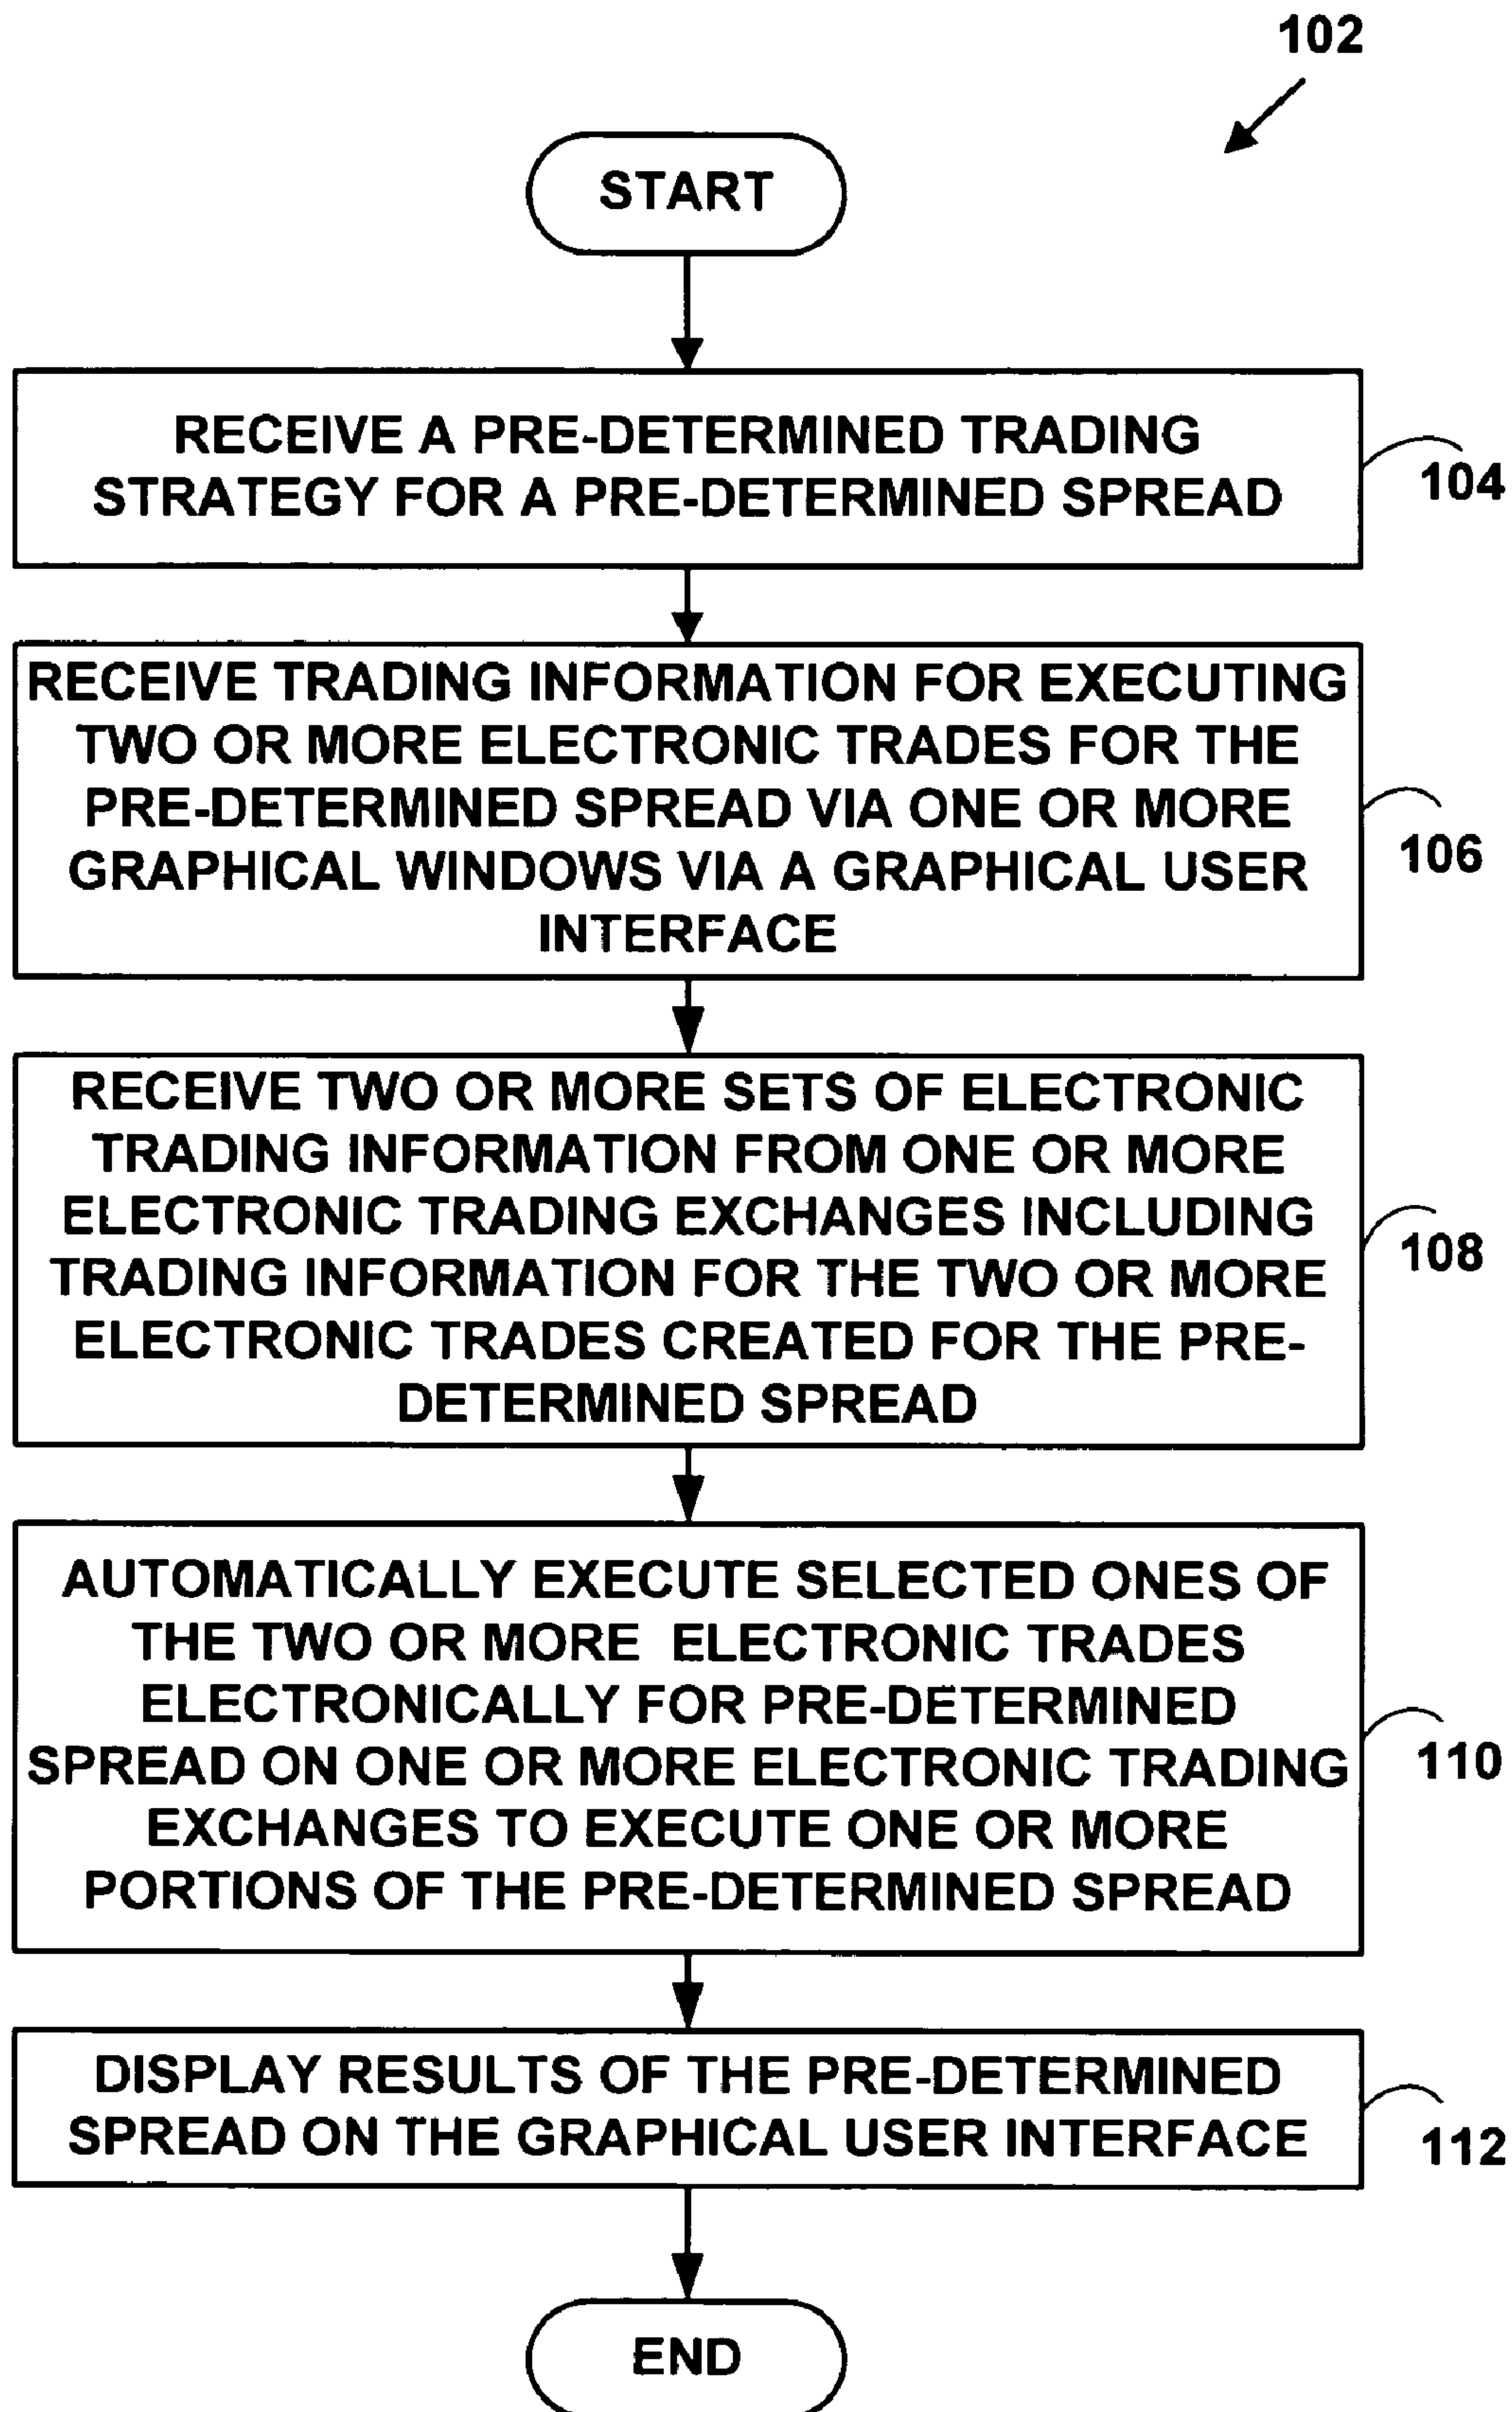 102
START
RECEIVE A PRE-DETERMINED TRADING
STRATEGY FOR A PRE-DETERMINED SPREAD
104
RECEIVE TRADING INFORMATION FOR EXECUTING
TWO OR MORE ELECTRONIC TRADES FOR THE
PRE-DETERMINED SPREAD VIA ONE OR MORE
GRAPHICAL WINDOWS VIA A GRAPHICAL USER
INTERFACE
106
RECEIVE TWO OR MORE SETS OF ELECTRONIC
TRADING INFORMATION FROM ONE OR MORE
ELECTRONIC TRADING EXCHANGES INCLUDING
TRADING INFORMATION FOR THE TWO OR MORE
ELECTRONIC TRADES CREATED FOR THE PRE-
DETERMINED SPREAD
108
AUTOMATICALLY EXECUTE SELECTED ONES OF
THE TWO OR MORE ELECTRONIC TRADES
ELECTRONICALLY FOR PRE-DETERMINED
SPREAD ON ONE OR MORE ELECTRONIC TRADING
EXCHANGES TO EXECUTE ONE OR MORE
PORTIONS OF THE PRE-DETERMINED SPREAD
110
DISPLAY RESULTS OF THE PRE-DETERMINED
SPREAD ON THE GRAPHICAL USER INTERFACE
112
END